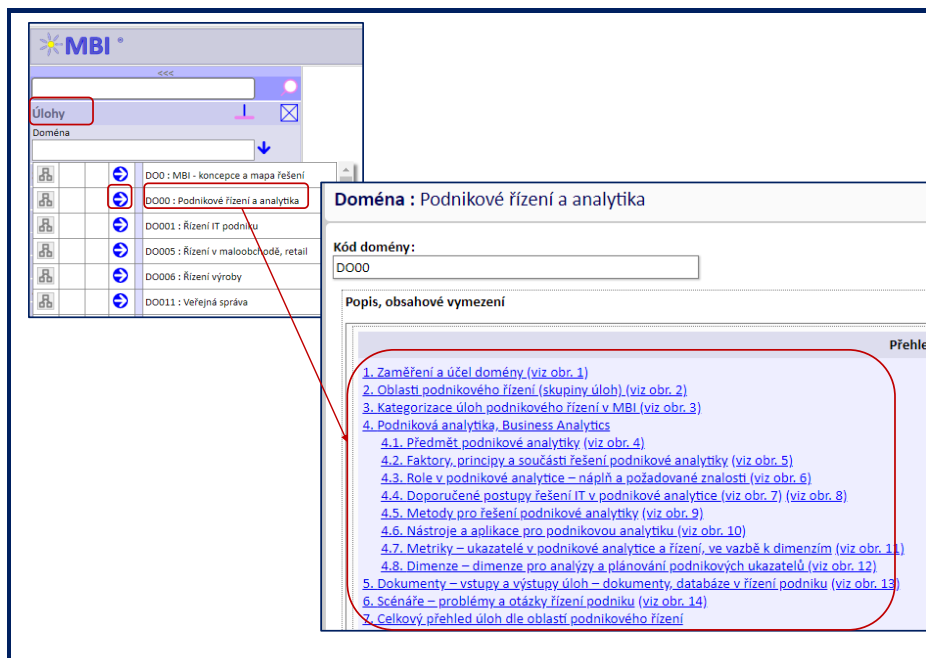 MBI
<<<
Úlohy
Doména
DO0 : MBI - koncepce a mapa řešení
DO00 : Podnikové řízení a analytika
DO001 : Řízení IT podniku
DO005 : Řízení v maloobchodě, retail
DO006 : Řízení výroby
DO011 : Veřejná správa
Doména : Podnikové řízení a analytika
Kód domény:
DO00
Popis, obsahové vymezení
Přehle
1. Zaměření a účel domény (viz obr. 1)
2. Oblasti podnikového řízení (skupiny úloh) (viz obr. 2)
3. Kategorizace úloh podnikového řízení v MBI (viz obr. 3)
4. Podniková analytika, Business Analytics
4.1. Předmět podnikové analytiky (viz obr. 4)
4.2. Faktory, principy a součásti řešení podnikové analytiky (viz obr. 5)
4.3. Role v podnikové analytice – náplň a požadované znalosti (viz obr. 6)
4.4. Doporučené postupy řešení IT v podnikové analytice (viz obr. 7) (viz obr. 8)
4.5. Metody pro řešení podnikové analytiky (viz obr. 9)
4.6. Nástroje a aplikace pro podnikovou analytiku (viz obr. 10)
4.7. Metriky – ukazatelé v podnikové analytice a řízení, ve vazbě k dimenzím (viz obr. 11)
4.8. Dimenze – dimenze pro analýzy a plánování podnikových ukazatelů (viz obr. 12)
5. Dokumenty – vstupy a výstupy úloh – dokumenty, databáze v řízení podniku (viz obr. 13)
6. Scénáře – problémy a otázky řízení podniku (viz obr. 14)
7. Celkový přehled úloh dle oblastí podnikového řízení